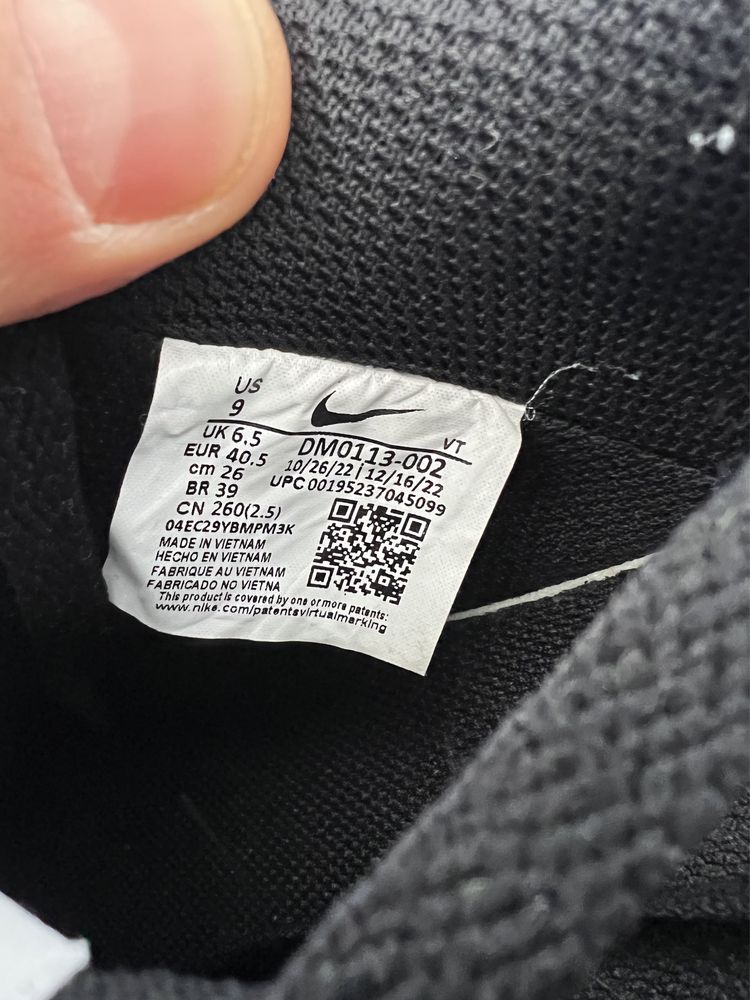 US
9
UK 6.5
EUR 40.5
cm 26
BR 39
CN 260(2.5)
04EC29YBMPM3K
VT
DM0113-002
10/26/22 | 12/16/22
UPC 00195237045099
MADE IN VIETNAM
HECHO EN VIETNAM
FABRIQUE AU VIETNAM
FABRICADO NO VIETNA
This product is covered by one or more patents:
www.nike.com/patentsvirtualmarking